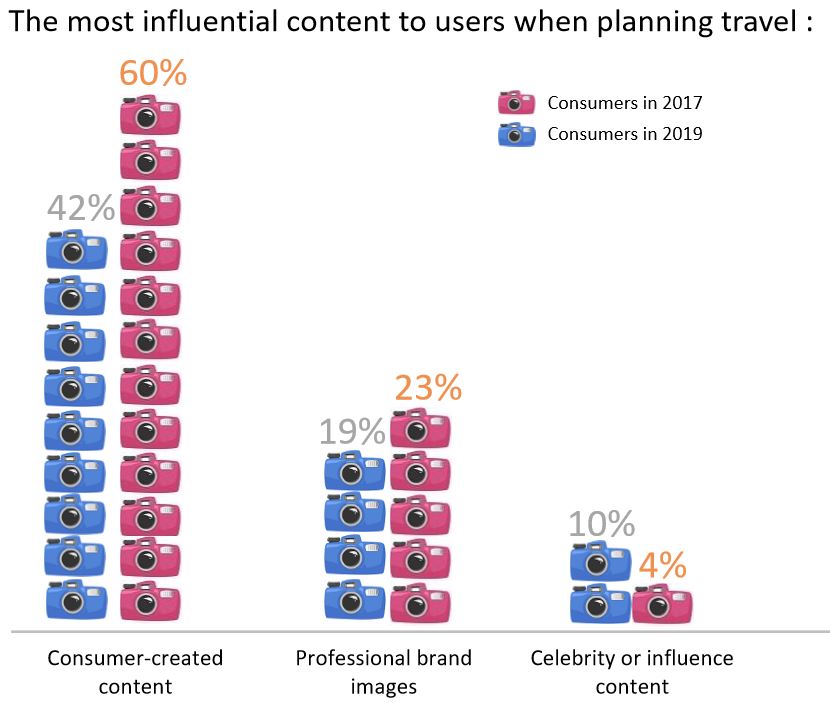 The most influential content to users when planning travel :
60%
Consumers in 2017
Consumers in 2019
42%
23%
19%
10%
4%
Consumer-created
content
Professional brand
images
Celebrity or influence
content